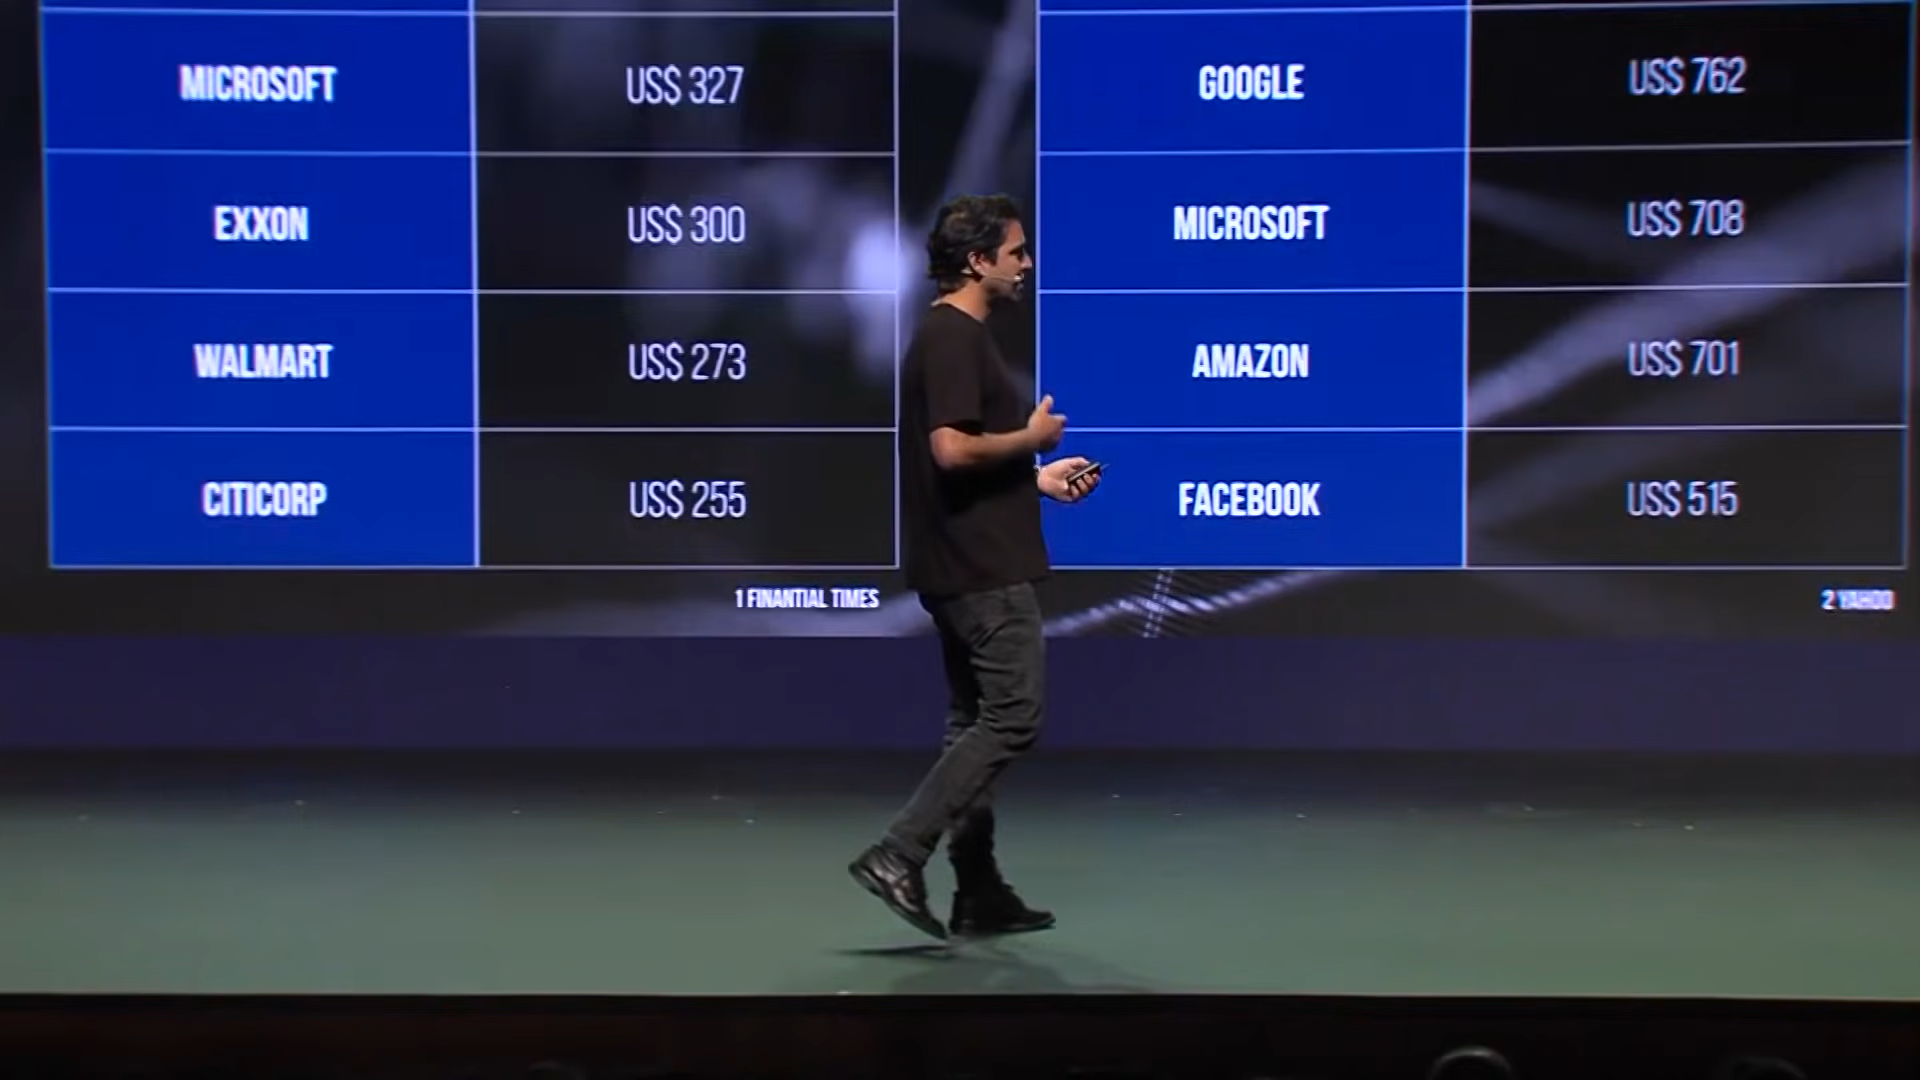 MICROSOFT US$ 327
EXXON US$ 300
WALMART US$ 273
CITICORP US$ 255
1 FINANTIAL TIMES
GOOGLE US$ 762
MICROSOFT US$ 708
AMAZON US$ 701
FACEBOOK US$ 515
2 YAHOO